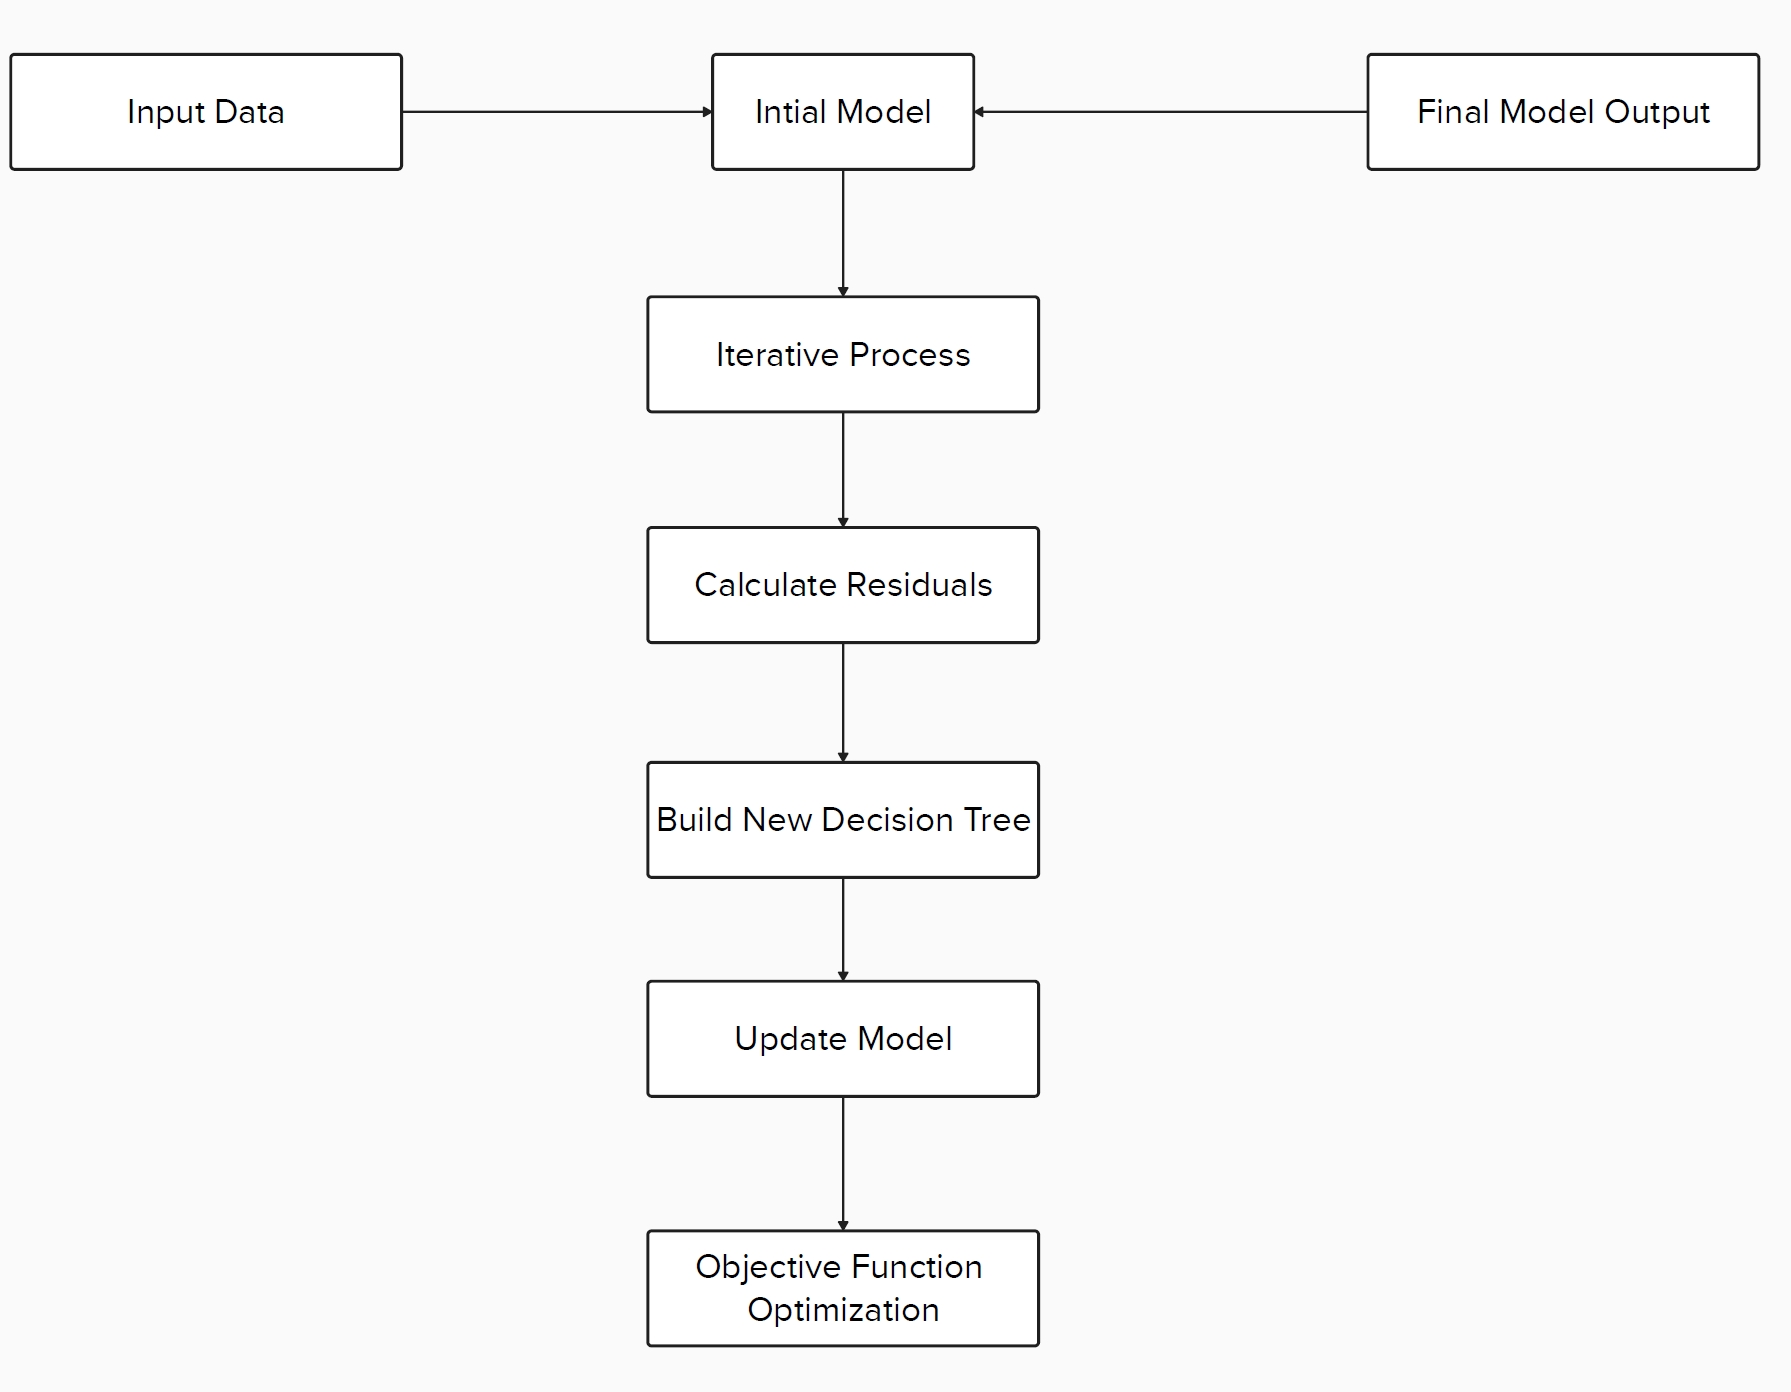 Input Data
Intial Model
Final Model Output
Iterative Process
Calculate Residuals
Build New Decision Tree
Update Model
Objective Function
Optimization